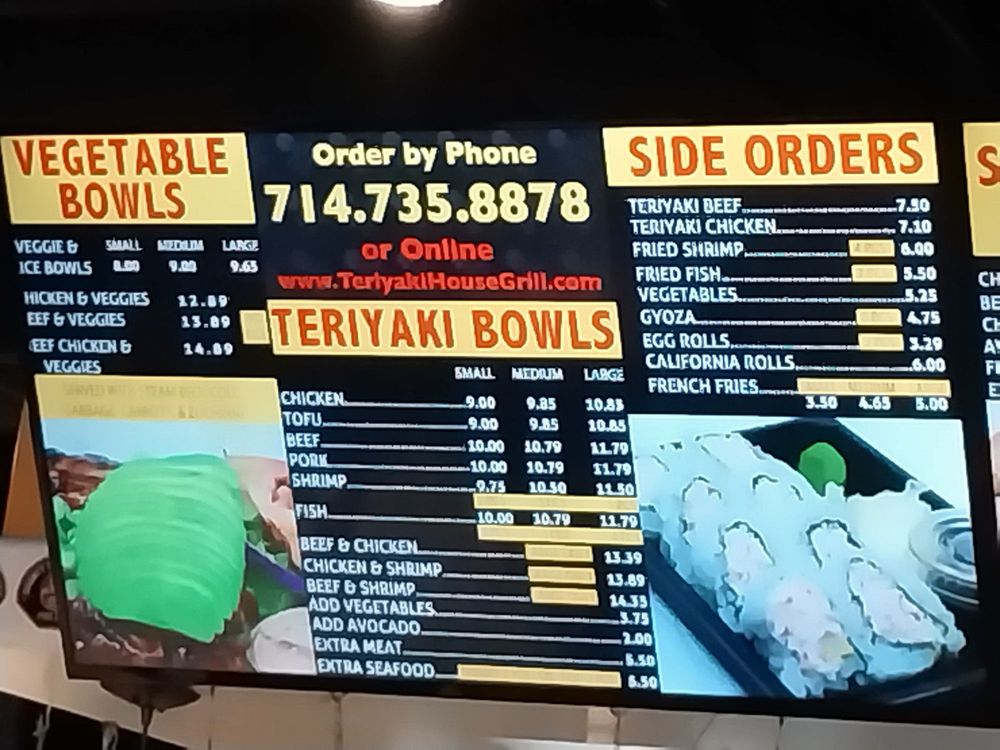 VEGETABLE
BOWLS
VEGGIE & SMALL MEDIUM LARGE
ICE BOWLS 8.00 9.00 9.65
HICKEN & VEGGIES 12.89
EEF & VEGGIES 13.89
EEF CHICKEN & 14.89
VEGGIES
Order by Phone
714.735.8878
or Online
www.TeriyakiHouseGrill.com
TERIYAKI BOWLS
SMALL MEDIUM LARGE
CHICKEN 9.00 9.85 10.85
TOFU 9.00 9.85 10.85
BEEF 10.00 10.79 11.79
PORK 10.00 10.79 11.79
SHRIMP 9.75 10.50 11.50
FISH 10.00 10.79 11.79
BEEF & CHICKEN 13.39
CHICKEN & SHRIMP 13.89
BEEF & SHRIMP 14.35
ADD VEGETABLES 3.75
ADD AVOCADO 2.00
EXTRA MEAT 5.50
EXTRA SEAFOOD 6.50
SIDE ORDERS
TERIYAKI BEEF 7.50
TERIYAKI CHICKEN 7.10
FRIED SHRIMP 6.00
FRIED FISH 5.50
VEGETABLES 5.25
GYOZA 4.75
EGG ROLLS 3.29
CALIFORNIA ROLLS 6.00
FRENCH FRIES
3.50 4.65 5.00
S
CH
BE